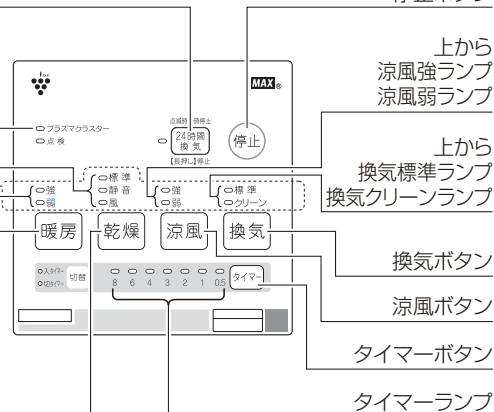 停止ボタン
上から
涼風強ランプ
涼風弱ランプ
上から
換気標準ランプ
換気クリーンランプ
換気ボタン
涼風ボタン
タイマーボタン
タイマーランプ
Ion
MAX®
プラズマクラスター
点検
24時間
換気
【長押し】停止
停止
強
弱
標準
静音
風
強
弱
標準
クリーン
暖房
乾燥
涼風
換気
入タイマー
切タイマー
切替
8 6 4 3 2 1 0.5
タイマー